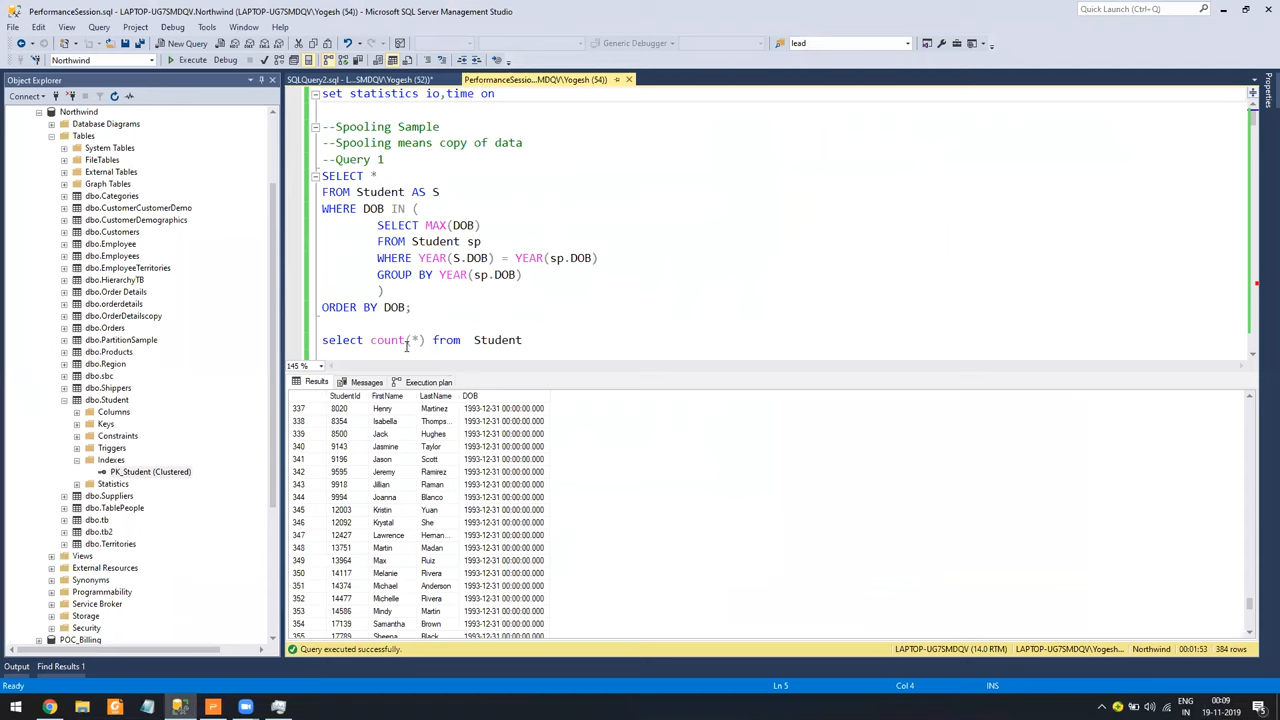 PerformanceSession.sql - LAPTOP-UG7SMDQV.Northwind (LAPTOP-UG7SMDQV\Yogesh (54)) - Microsoft SQL Server Management Studio
Quick Launch (Ctrl+Q)
File Edit View Query Project Debug Tools Window Help
New Query Generic Debugger lead
Northwind Execute Debug
Object Explorer
Connect
Northwind
Database Diagrams
Tables
System Tables
FileTables
External Tables
Graph Tables
dbo.Categories
dbo.CustomerCustomerDemo
dbo.CustomerDemographics
dbo.Customers
dbo.Employee
dbo.Employees
dbo.EmployeeTerritories
dbo.HierarchyTB
dbo.Order Details
dbo.orderdetails
dbo.OrderDetailscopy
dbo.Orders
dbo.PartitionSample
dbo.Products
dbo.Region
dbo.sbc
dbo.Shippers
dbo.Student
Columns
Keys
Constraints
Triggers
Indexes
PK_Student (Clustered)
Statistics
dbo.Suppliers
dbo.TablePeople
dbo.tb
dbo.tb2
dbo.Territories
Views
External Resources
Synonyms
Programmability
Service Broker
Storage
Security
POC_Billing
SQLQuery2.sql - L...SMDQV\Yogesh (52))*
PerformanceSession...MDQV\Yogesh (54))
Properties
set statistics io,time on
--Spooling Sample
--Spooling means copy of data
--Query 1
SELECT *
FROM Student AS S
WHERE DOB IN (
SELECT MAX(DOB)
FROM Student sp
WHERE YEAR(S.DOB) = YEAR(sp.DOB)
GROUP BY YEAR(sp.DOB)
)
ORDER BY DOB;
select count(*) from Student
145 %
Results Messages Execution plan
StudentId FirstName LastName DOB
337 8020 Henry Martinez 1993-12-31 00:00:00.000
338 8354 Isabella Thomps... 1993-12-31 00:00:00.000
339 8500 Jack Hughes 1993-12-31 00:00:00.000
340 9143 Jasmine Taylor 1993-12-31 00:00:00.000
341 9196 Jason Scott 1993-12-31 00:00:00.000
342 9595 Jeremy Ramirez 1993-12-31 00:00:00.000
343 9918 Jillian Raman 1993-12-31 00:00:00.000
344 9994 Joanna Blanco 1993-12-31 00:00:00.000
345 12003 Kristin Yuan 1993-12-31 00:00:00.000
346 12092 Krystal She 1993-12-31 00:00:00.000
347 12427 Lawrence Hernan... 1993-12-31 00:00:00.000
348 13751 Martin Madan 1993-12-31 00:00:00.000
349 13964 Max Ruiz 1993-12-31 00:00:00.000
350 14117 Melanie Rivera 1993-12-31 00:00:00.000
351 14374 Michael Anderson 1993-12-31 00:00:00.000
352 14477 Michelle Rivera 1993-12-31 00:00:00.000
353 14586 Mindy Martin 1993-12-31 00:00:00.000
354 17139 Samantha Brown 1993-12-31 00:00:00.000
355 17789 Sheena Black 1993-12-31 00:00:00.000
Query executed successfully. LAPTOP-UG7SMDQV (14.0 RTM) LAPTOP-UG7SMDQV\Yogesh... Northwind 00:01:53 384 rows
Output Find Results 1
Ready Ln 5 Col 4 INS
ENG
IN
00:09
19-11-2019
5